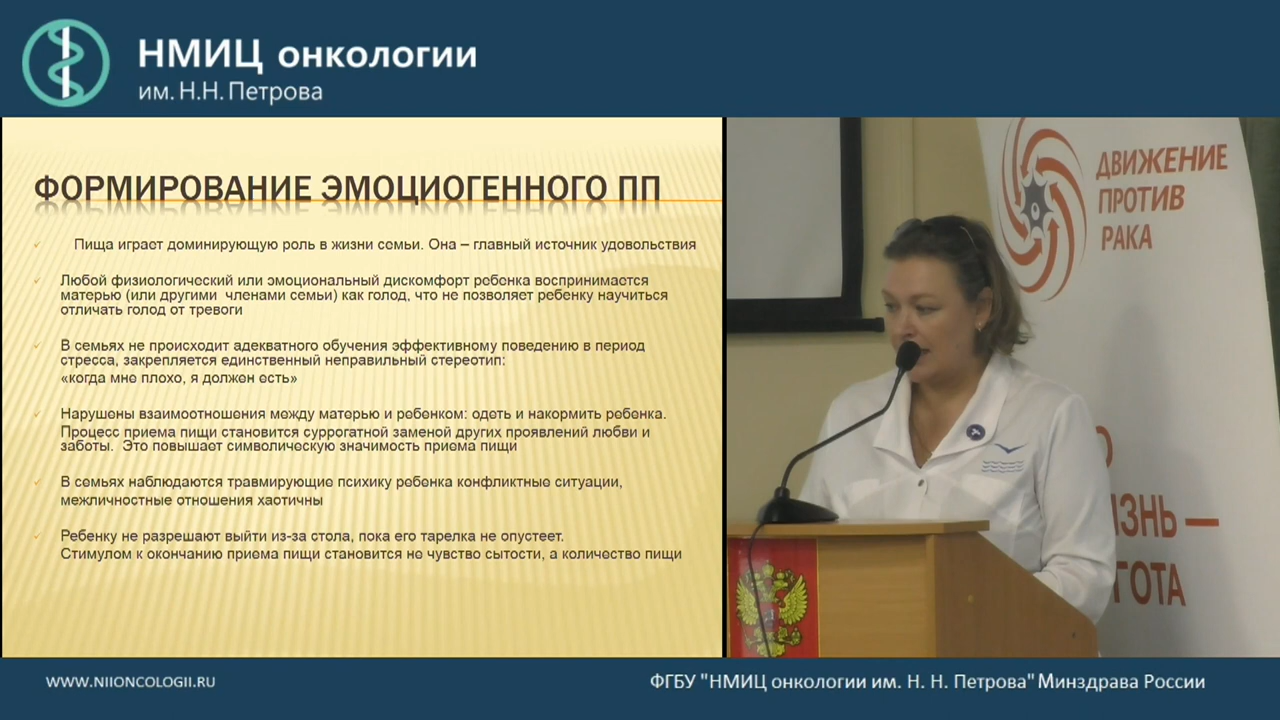 НМИЦ онкологии
им. Н.Н. Петрова
ФОРМИРОВАНИЕ ЭМОЦИОГЕННОГО ПП
Пища играет доминирующую роль в жизни семьи. Она – главный источник удовольствия
Любой физиологический или эмоциональный дискомфорт ребенка воспринимается
матерью (или другими членами семьи) как голод, что не позволяет ребенку научиться
отличать голод от тревоги
В семьях не происходит адекватного обучения эффективному поведению в период
стресса, закрепляется единственный неправильный стереотип:
«когда мне плохо, я должен есть»
Нарушены взаимоотношения между матерью и ребенком: одеть и накормить ребенка.
Процесс приема пищи становится суррогатной заменой других проявлений любви и
заботы. Это повышает символическую значимость приема пищи
В семьях наблюдаются травмирующие психику ребенка конфликтные ситуации,
межличностные отношения хаотичны
Ребенку не разрешают выйти из-за стола, пока его тарелка не опустеет.
Стимулом к окончанию приема пищи становится не чувство сытости, а количество пищи
ДВИЖЕНИЕ
ПРОТИВ
РАКА
ИЗНЬ —
ГОТА
WWW.NIIONCOLOGII.RU
ФГБУ "НМИЦ онкологии им. Н. Н. Петрова" Минздрава России